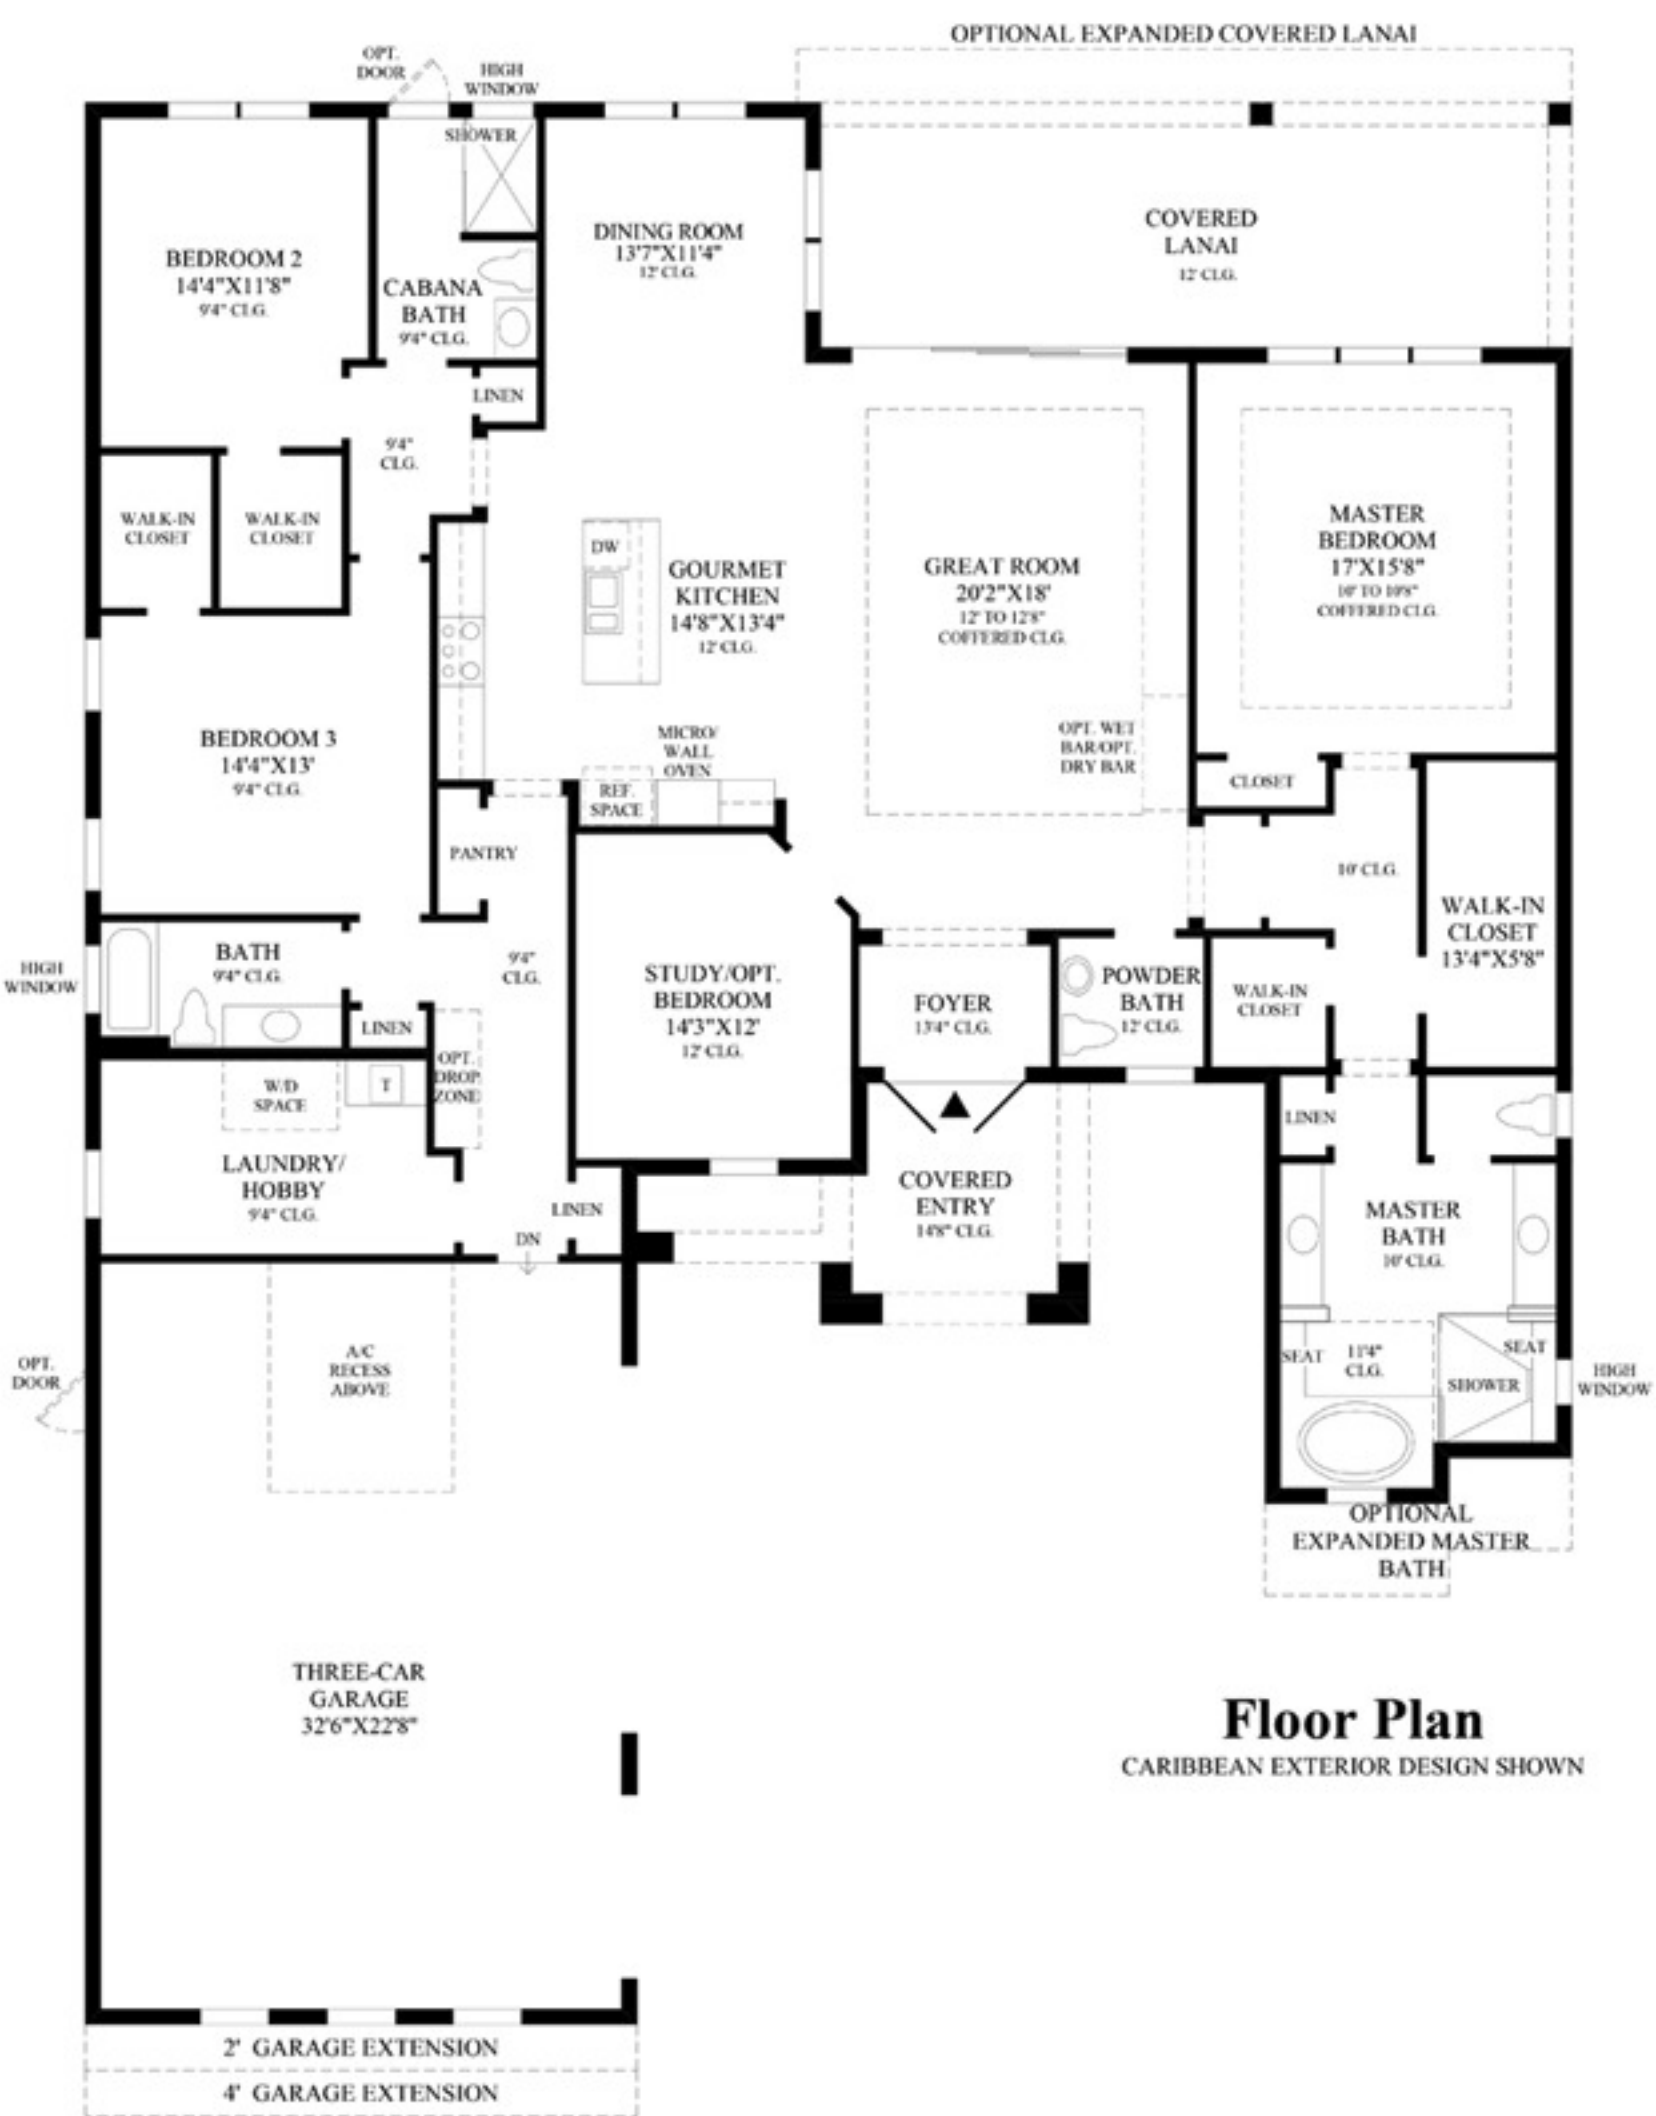 OPTIONAL EXPANDED COVERED LANAI
OPT.
DOOR
HIGH
WINDOW
SHOWER
BEDROOM 2
14'4"X11'8"
9'4" CLG.
CABANA
BATH
9'4" CLG.
DINING ROOM
13'7"X11'4"
12' CLG.
COVERED
LANAI
12' CLG.
LINEN
9'4"
CLG.
WALK-IN
CLOSET
WALK-IN
CLOSET
DW
GOURMET
KITCHEN
14'8"X13'4"
12' CLG.
GREAT ROOM
20'2"X18'
12' TO 12'8"
COFFERED CLG.
MASTER
BEDROOM
17'X15'8"
10' TO 10'8"
COFFERED CLG.
BEDROOM 3
14'4"X13'
9'4" CLG.
MICRO/
WALL
OVEN
REF.
SPACE
OPT. WET
BAR/OPT.
DRY BAR
CLOSET
PANTRY
10' CLG.
WALK-IN
CLOSET
13'4"X5'8"
HIGH
WINDOW
BATH
9'4" CLG.
9'4"
CLG.
STUDY/OPT.
BEDROOM
14'3"X12'
12' CLG.
FOYER
13'4" CLG.
POWDER
BATH
12' CLG.
WALK-IN
CLOSET
LINEN
OPT.
DROP
ZONE
W/D
SPACE
T
LINEN
LAUNDRY/
HOBBY
9'4" CLG.
LINEN
DN
COVERED
ENTRY
14'8" CLG.
MASTER
BATH
10' CLG.
SEAT
11'4"
CLG.
SEAT
SHOWER
HIGH
WINDOW
OPT.
DOOR
A/C
RECESS
ABOVE
OPTIONAL
EXPANDED MASTER
BATH
THREE-CAR
GARAGE
32'6"X22'8"
Floor Plan
CARIBBEAN EXTERIOR DESIGN SHOWN
2' GARAGE EXTENSION
4' GARAGE EXTENSION